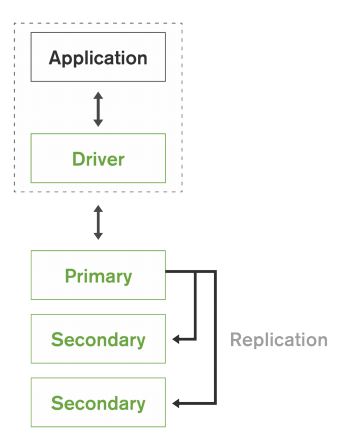 Application
Driver
Primary
Secondary
Replication
Secondary